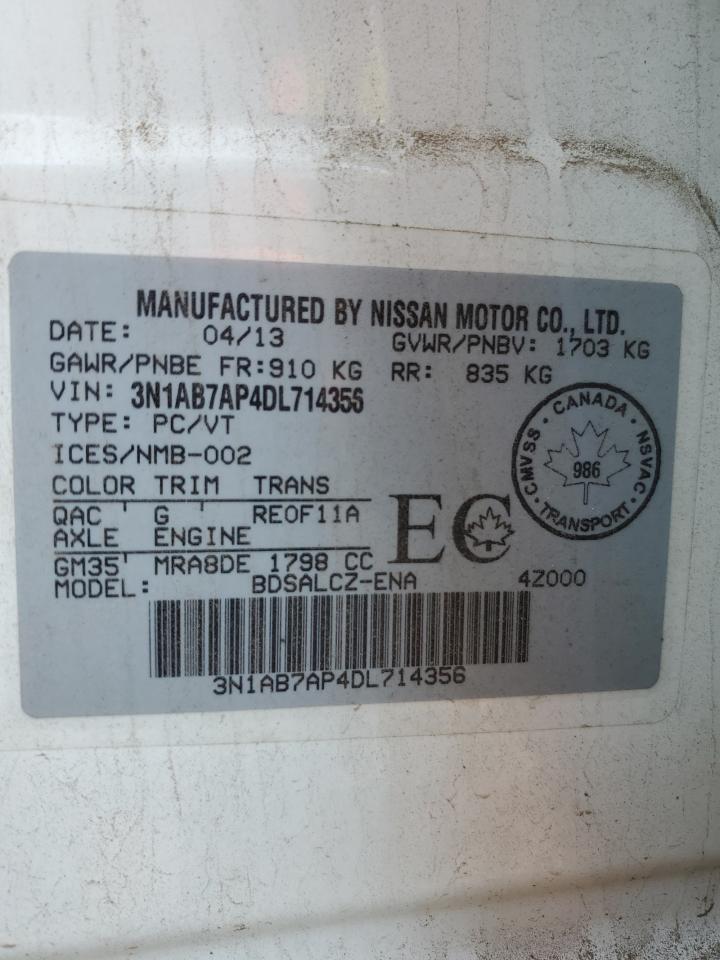 MANUFACTURED BY NISSAN MOTOR CO., LTD.
DATE: 04/13 GVWR/PNBV: 1703 KG
GAWR/PNBE FR:910 KG RR: 835 KG
VIN: 3N1AB7AP4DL714356
TYPE: PC/VT
ICES/NMB-002
COLOR TRIM TRANS
QAC ' G ' RE0F11A
AXLE ENGINE
GM35' MRA8DE 1798 CC
MODEL: BDSALCZ-ENA 4Z000
EC
CANADA
CMVSS · NSVAC
986
TRANSPORT
3N1AB7AP4DL714356